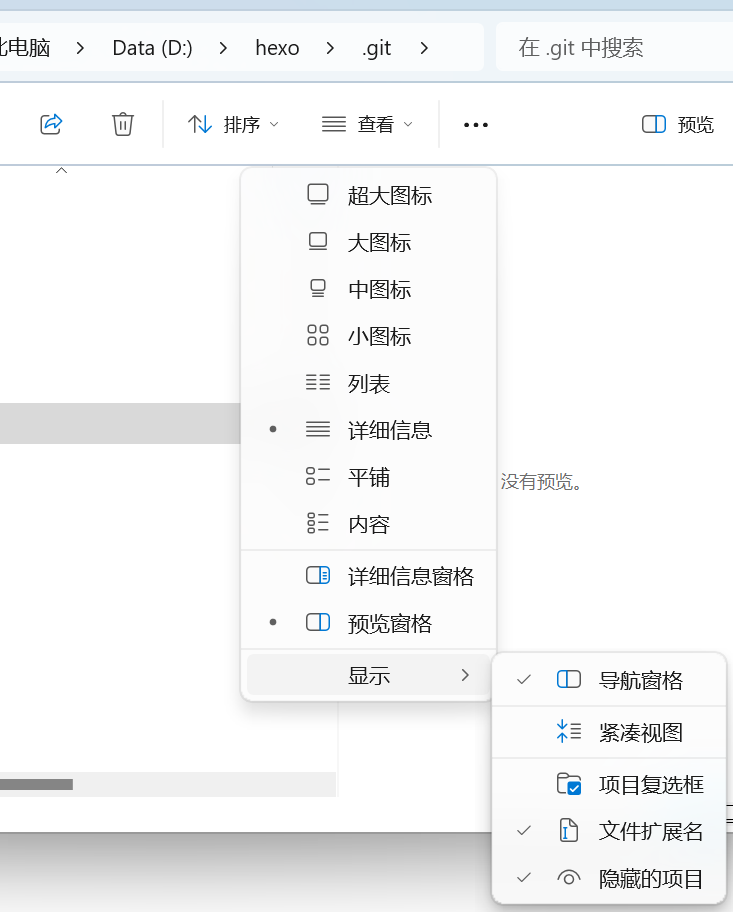 此电脑 > Data (D:) > hexo > .git >
在 .git 中搜索
排序
查看
预览
超大图标
大图标
中图标
小图标
列表
详细信息
平铺
内容
没有预览。
详细信息窗格
预览窗格
显示
导航窗格
紧凑视图
项目复选框
文件扩展名
隐藏的项目